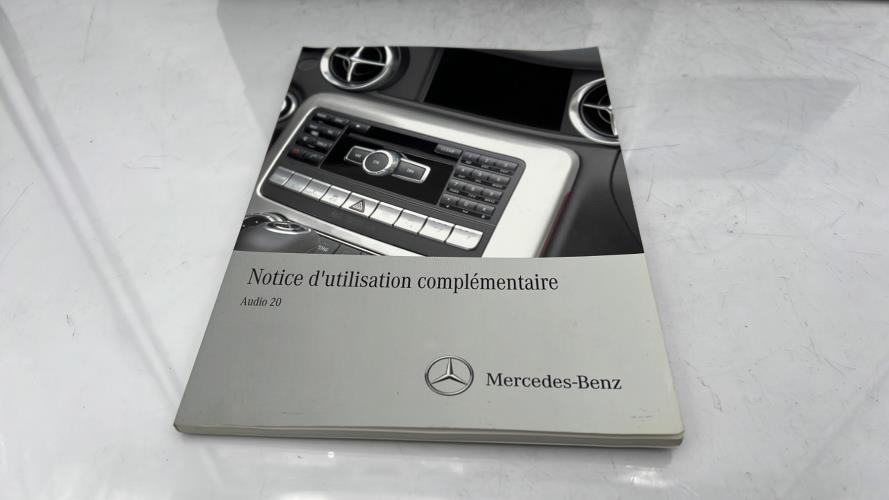 Notice d'utilisation complémentaire
Audio 20
Mercedes-Benz